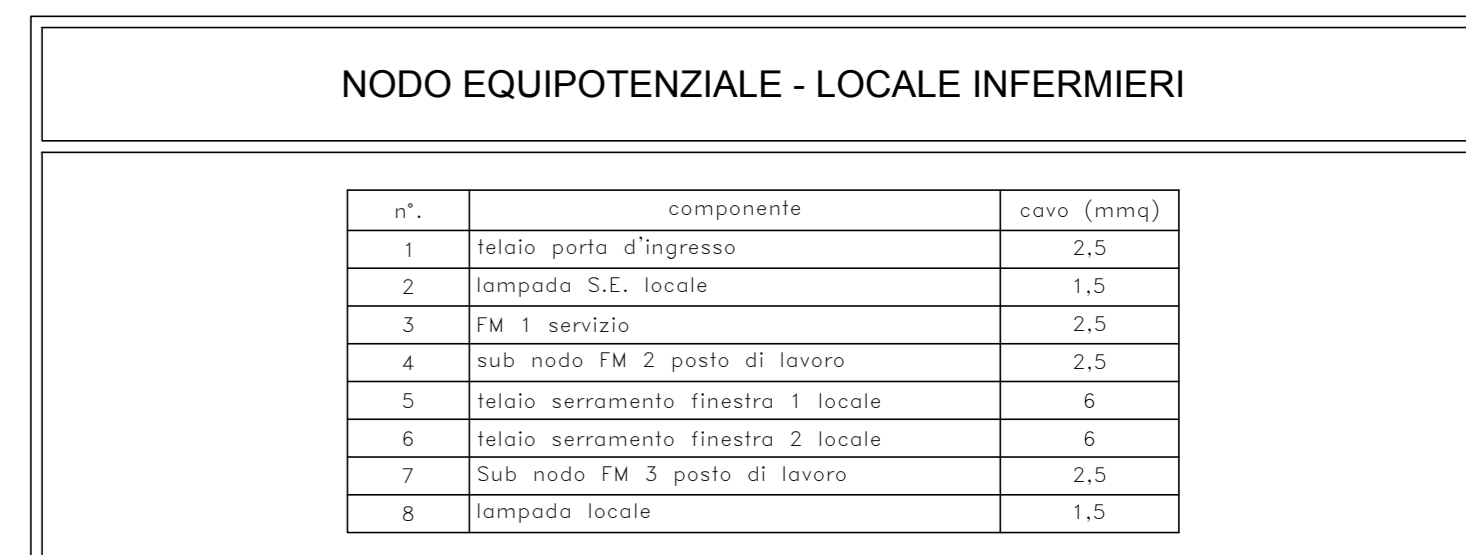 NODO EQUIPOTENZIALE - LOCALE INFERMIERI
n°. componente cavo (mmq)
1 telaio porta d'ingresso 2,5
2 lampada S.E. locale 1,5
3 FM 1 servizio 2,5
4 sub nodo FM 2 posto di lavoro 2,5
5 telaio serramento finestra 1 locale 6
6 telaio serramento finestra 2 locale 6
7 Sub nodo FM 3 posto di lavoro 2,5
8 lampada locale 1,5